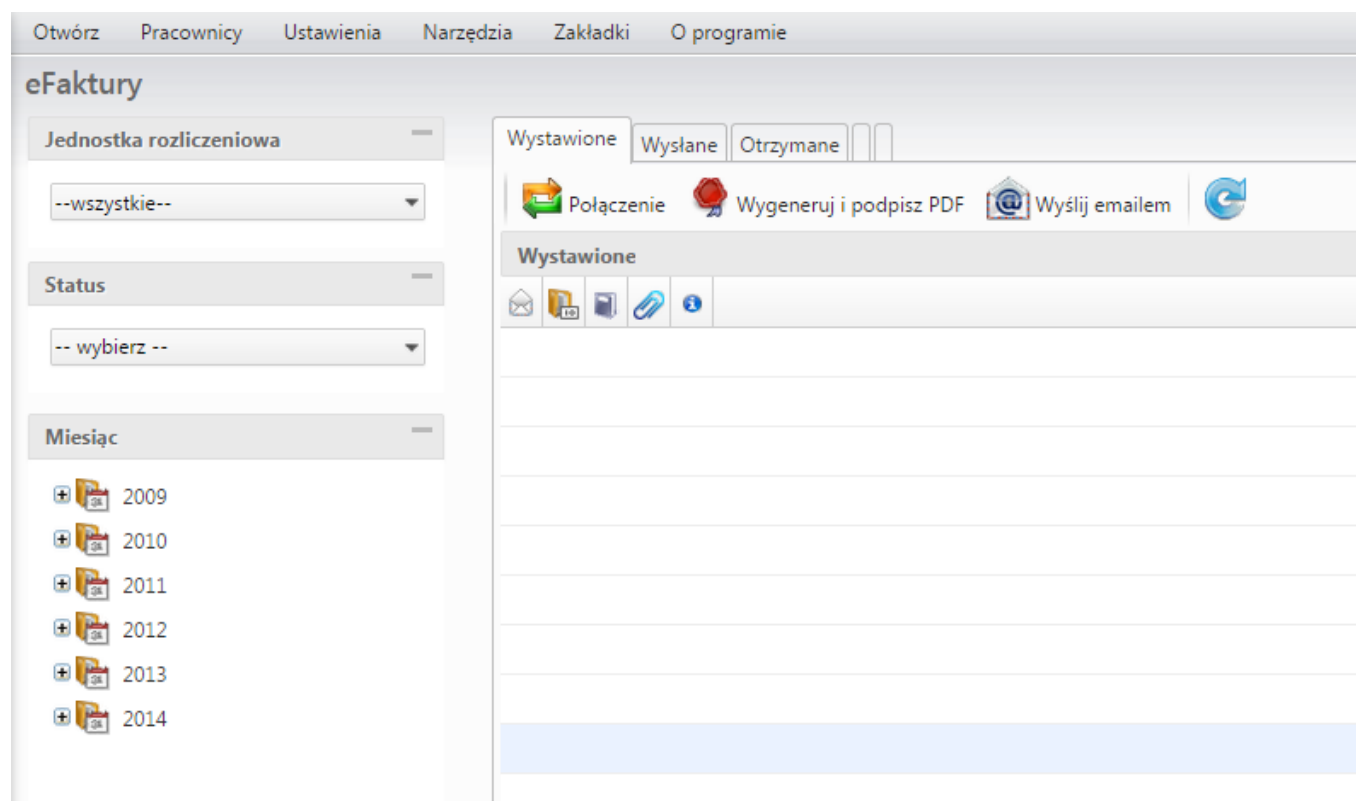 Otwórz Pracownicy Ustawienia Narzędzia Zakładki O programie
eFaktury
Jednostka rozliczeniowa
--wszystkie--
Status
-- wybierz --
Miesiąc
2009
2010
2011
2012
2013
2014
Wystawione Wysłane Otrzymane
Połączenie Wygeneruj i podpisz PDF Wyślij emailem
Wystawione